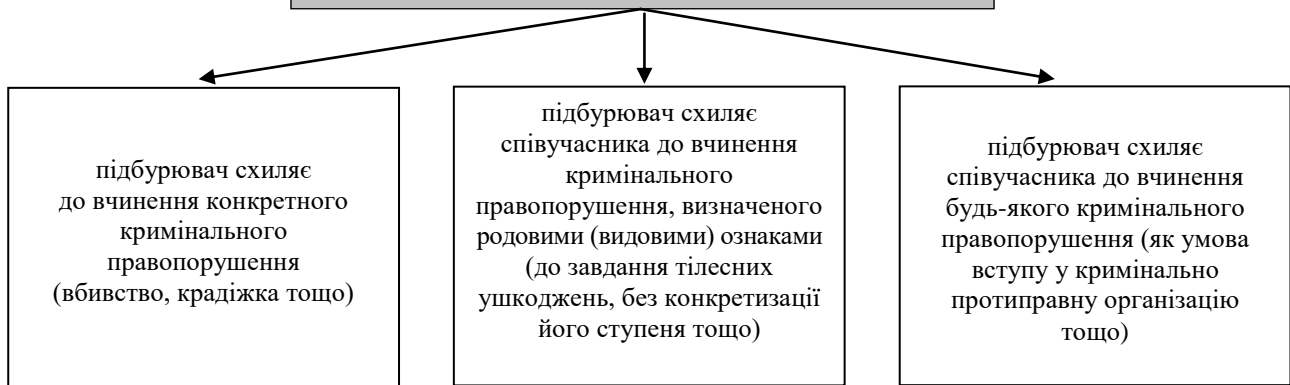 підбурювач схиляє
до вчинення конкретного
кримінального
правопорушення
(вбивство, крадіжка тощо)
підбурювач схиляє
співучасника до вчинення
кримінального
правопорушення, визначеного
родовими (видовими) ознаками
(до завдання тілесних
ушкоджень, без конкретизації
його ступеня тощо)
підбурювач схиляє
співучасника до вчинення
будь-якого кримінального
правопорушення (як умова
вступу у кримінально
протиправну організацію
тощо)